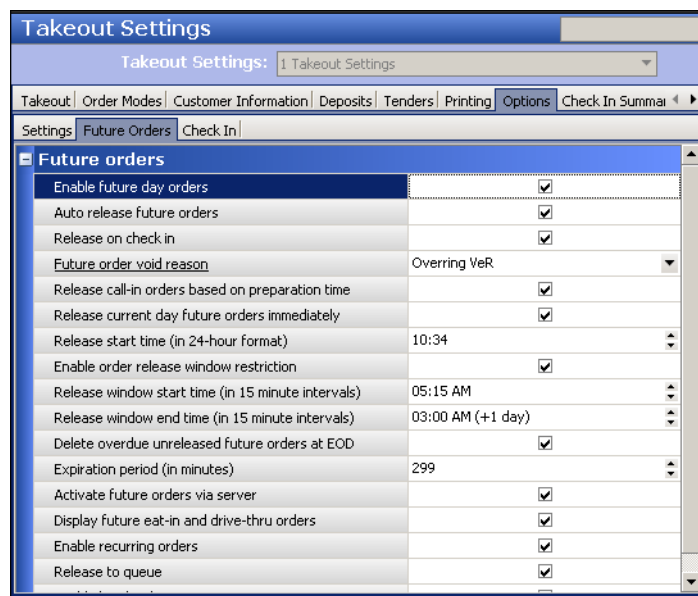 Takeout Settings
Takeout Settings: 1 Takeout Settings
Takeout Order Modes Customer Information Deposits Tenders Printing Options Check In Summar
Settings Future Orders Check In
Future orders
Enable future day orders
Auto release future orders
Release on check in
Future order void reason Overring VeR
Release call-in orders based on preparation time
Release current day future orders immediately
Release start time (in 24-hour format) 10:34
Enable order release window restriction
Release window start time (in 15 minute intervals) 05:15 AM
Release window end time (in 15 minute intervals) 03:00 AM (+1 day)
Delete overdue unreleased future orders at EOD
Expiration period (in minutes) 299
Activate future orders via server
Display future eat-in and drive-thru orders
Enable recurring orders
Release to queue